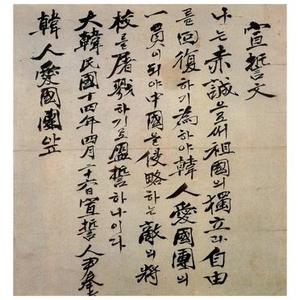 宣誓文
나는 赤誠으로써 祖國의 獨立과 自由
를 回復하기 爲하야 韓人愛國團의
一員이 되야 中國을 侵略하는 敵의 將
校를 屠戮하기로 盟誓하나이다
大韓民國十四年四月二十六日 宣誓人 尹奉
韓人愛國團앞